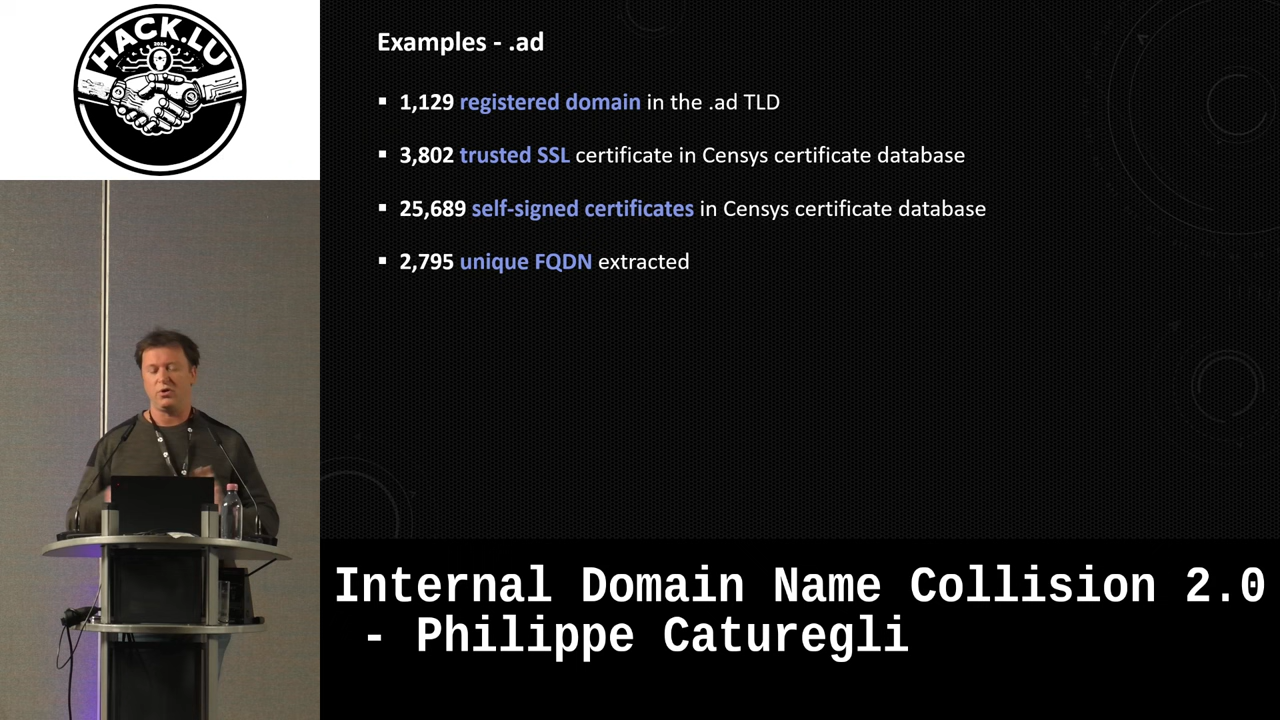 HACK.LU
2024
Examples - .ad
▪ 1,129 registered domain in the .ad TLD
▪ 3,802 trusted SSL certificate in Censys certificate database
▪ 25,689 self-signed certificates in Censys certificate database
▪ 2,795 unique FQDN extracted
Internal Domain Name Collision 2.0
- Philippe Caturegli